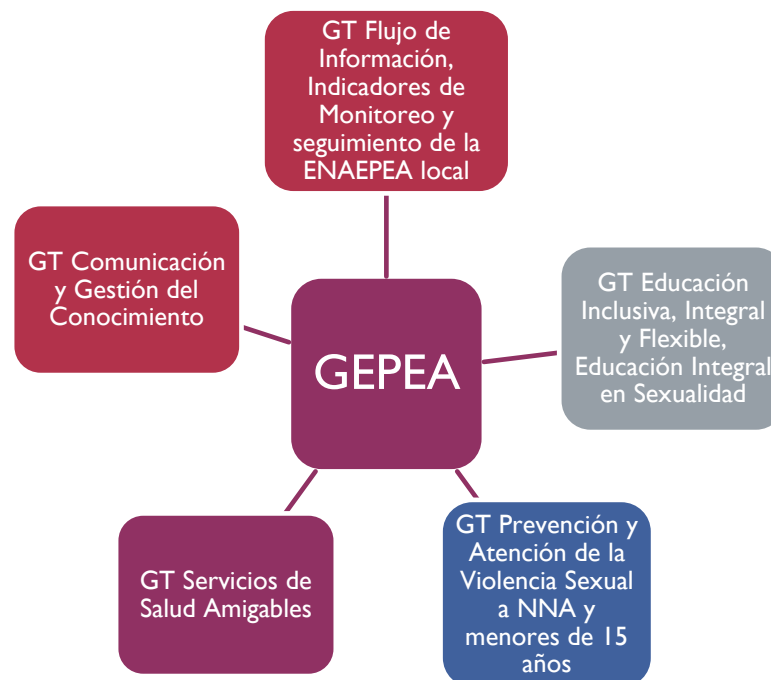 GT Flujo de
Información,
Indicadores de
Monitoreo y
seguimiento de la
ENAEPEA local
GT Comunicación
y Gestión del
Conocimiento
GEPEA
GT Educación
Inclusiva, Integral
y Flexible,
Educación Integral
en Sexualidad
GT Servicios de
Salud Amigables
GT Prevención y
Atención de la
Violencia Sexual
a NNA y
menores de 15
años